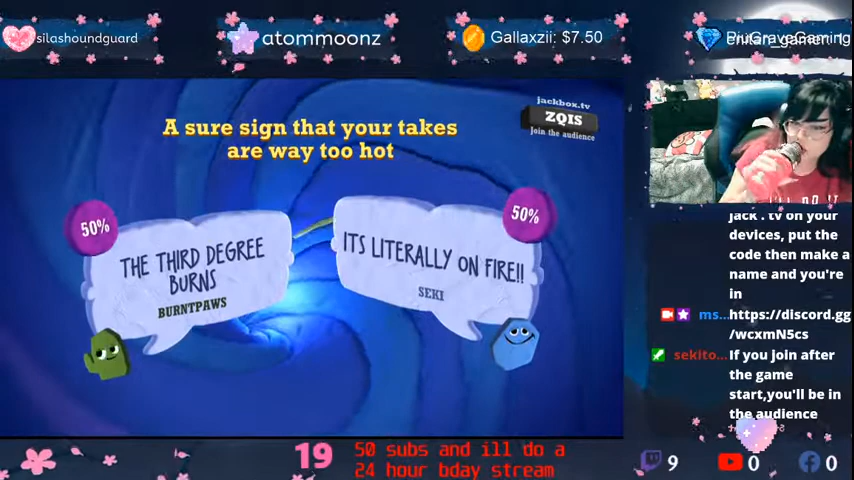 silashoundguard
atommoonz
Gallaxzii: $7.50
PiuGraveGaming
jackbox.tv
ZQIS
Join the audience
A sure sign that your takes
are way too hot
50%
THE THIRD DEGREE
BURNS
BURNTPAWS
50%
ITS LITERALLY ON FIRE!!
SEKI
jack . tv on your
devices, put the
code then make a
name and you're
in
ms... https://discord.gg
/wcxmN5cs
sekito... If you join after
the game
start,you'll be in
the audience
19
50 subs and ill do a
24 hour bday stream
9
0
0